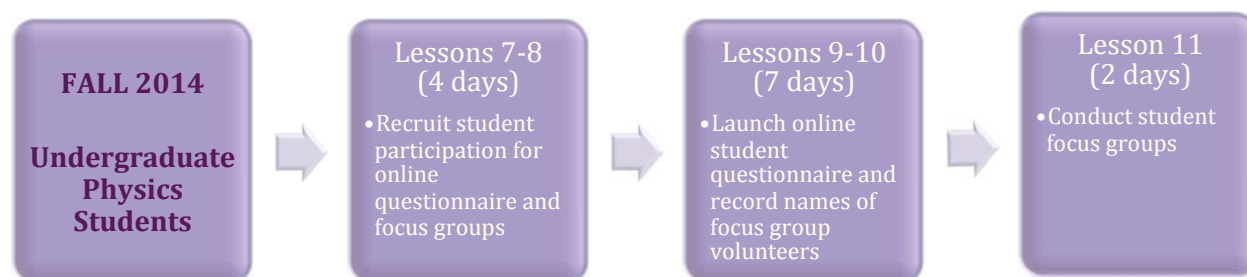 FALL 2014
Undergraduate
Physics
Students
Lessons 7-8
(4 days)
•Recruit student
participation for
online
questionnaire and
focus groups
Lessons 9-10
(7 days)
•Launch online
student
questionnaire and
record names of
focus group
volunteers
Lesson 11
(2 days)
•Conduct student
focus groups